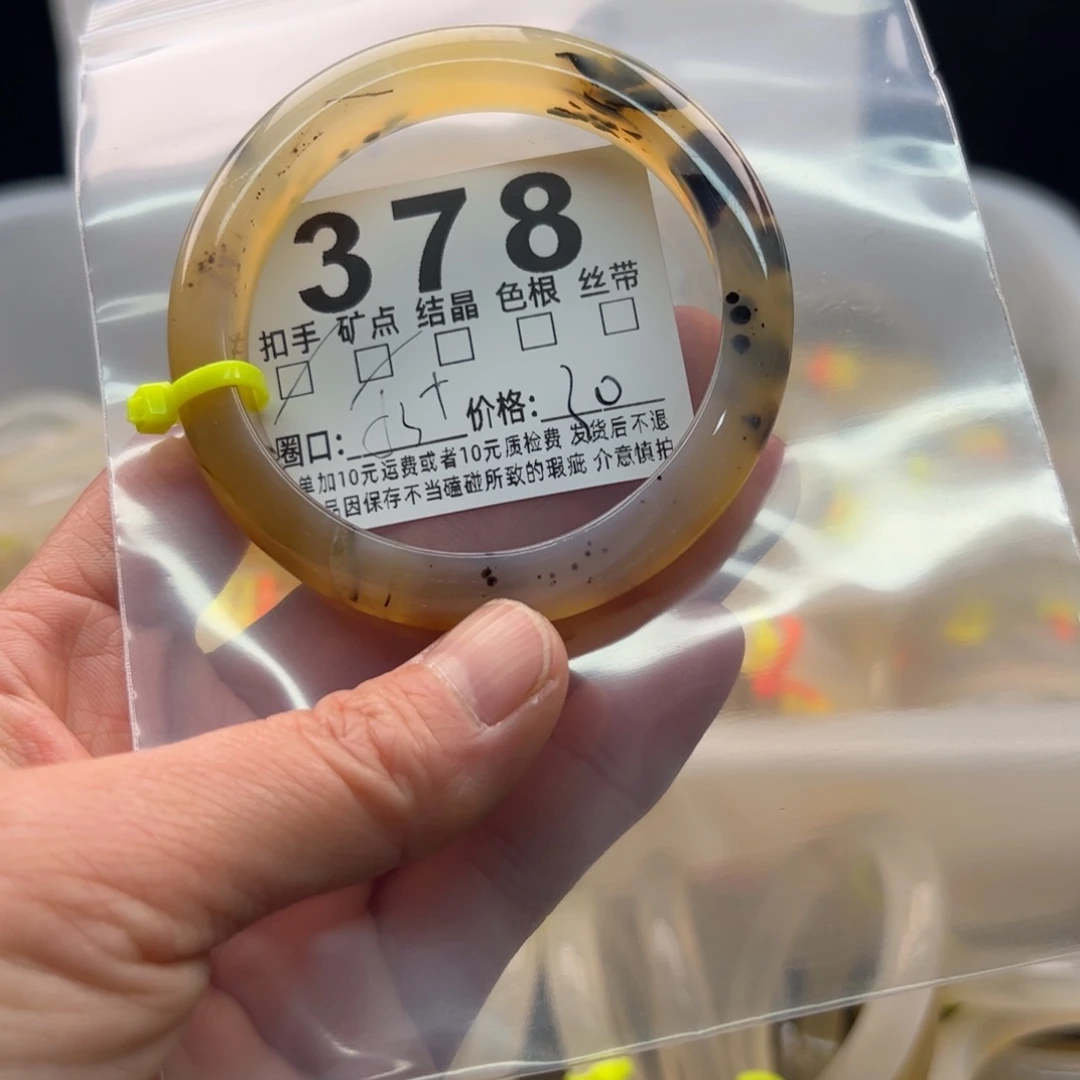 378
扣手 矿点 结晶 色根 丝带
圈口: 价格: 30
单加10元运费或者10元质检费 发货后不退
因保存不当磕碰所致的瑕疵 介意慎拍